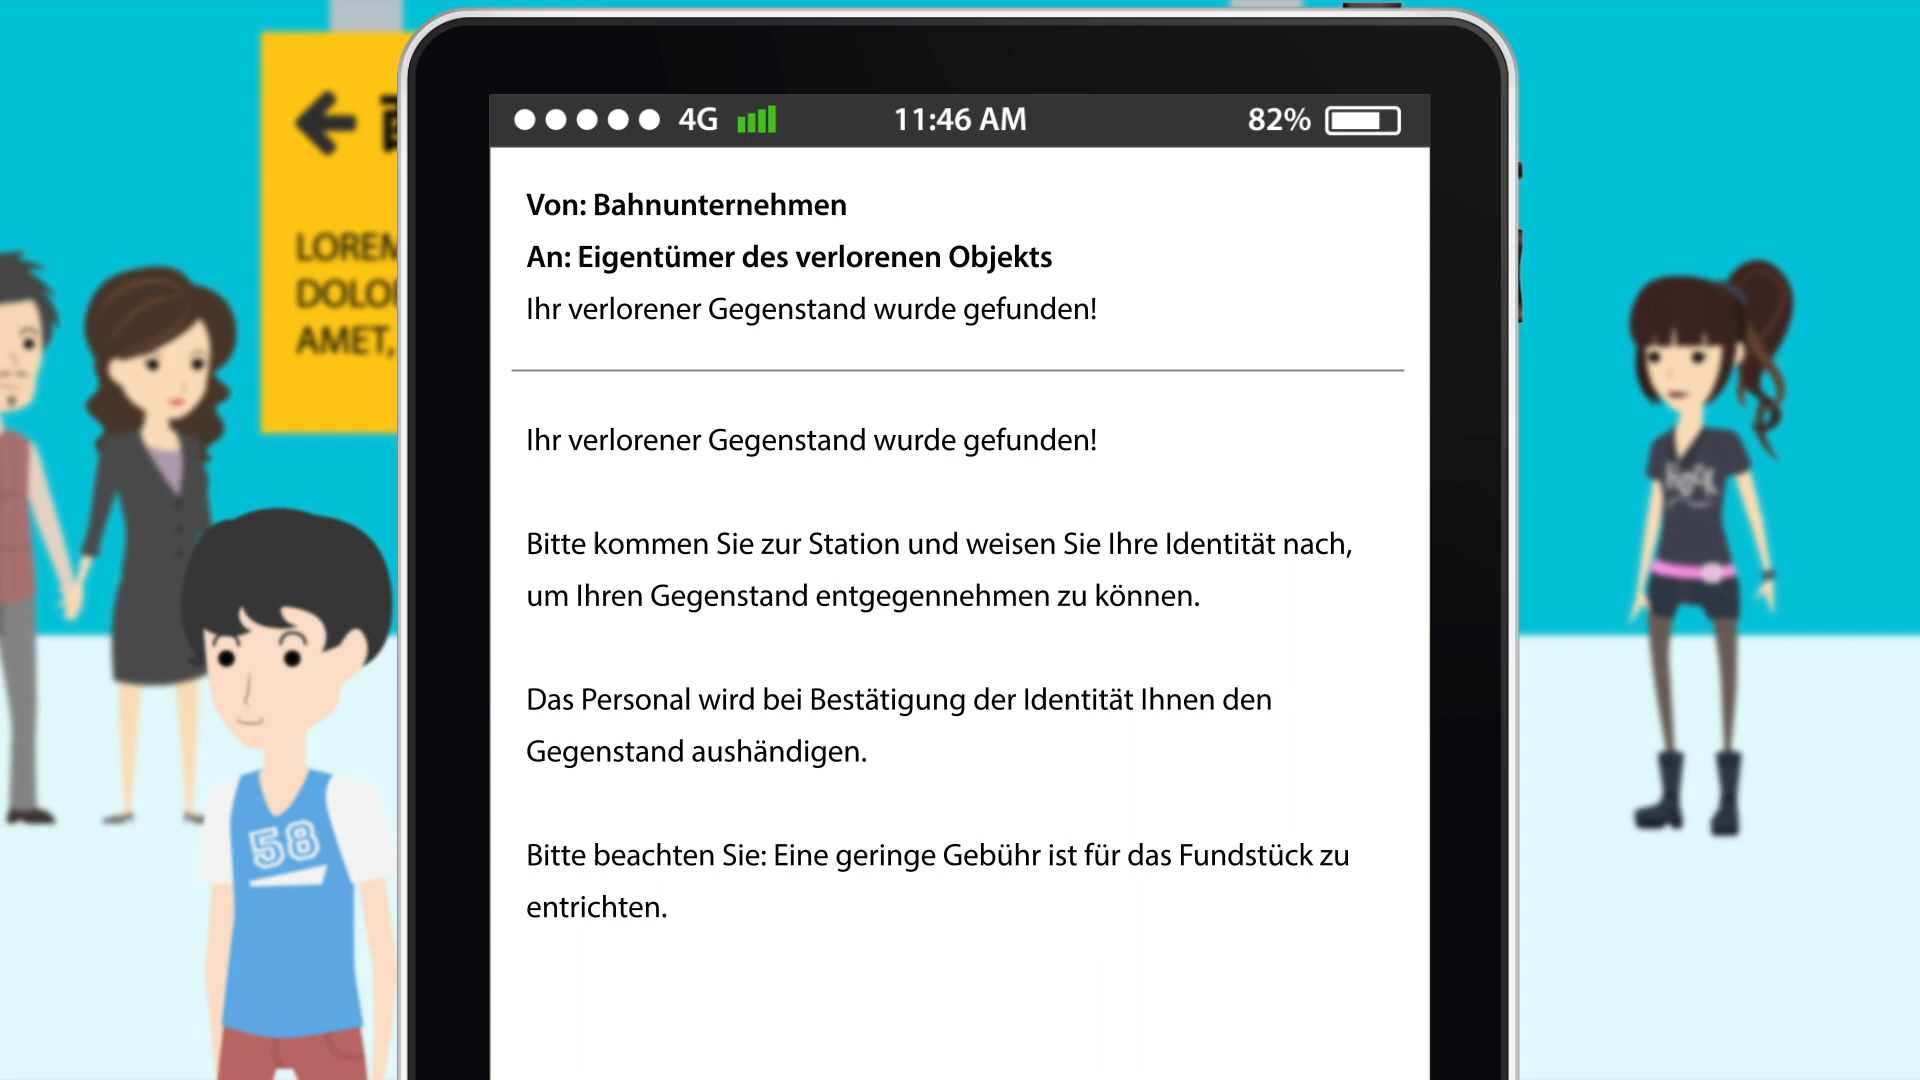 4G 11:46 AM 82%
Von: Bahnunternehmen
An: Eigentümer des verlorenen Objekts
Ihr verlorener Gegenstand wurde gefunden!
Ihr verlorener Gegenstand wurde gefunden!
Bitte kommen Sie zur Station und weisen Sie Ihre Identität nach,
um Ihren Gegenstand entgegennehmen zu können.
Das Personal wird bei Bestätigung der Identität Ihnen den
Gegenstand aushändigen.
Bitte beachten Sie: Eine geringe Gebühr ist für das Fundstück zu
entrichten.
LOREM
DOLO
AMET,
58